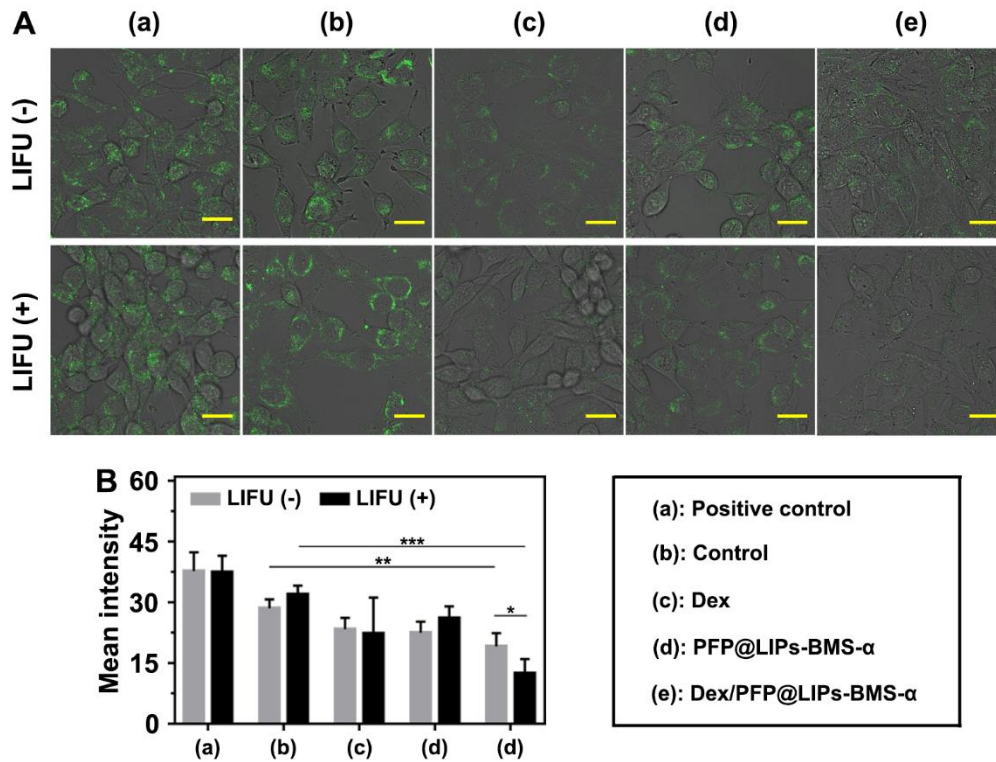 A
(a) (b) (c) (d) (e)
LIFU (-)
LIFU (+)
B
60
45
30
15
0
Mean intensity
LIFU (-) LIFU (+)
***
**
*
(a) (b) (c) (d) (d)
(a): Positive control
(b): Control
(c): Dex
(d): PFP@LIPs-BMS-α
(e): Dex/PFP@LIPs-BMS-α